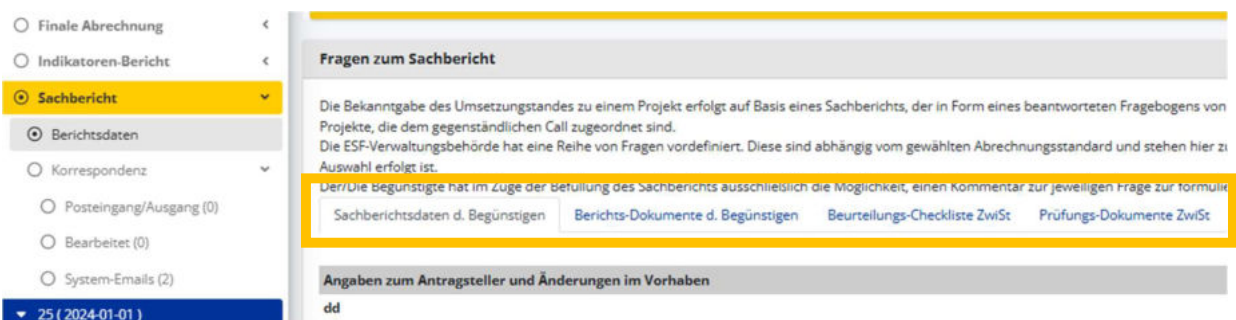 Finale Abrechnung
Indikatoren-Bericht
Sachbericht
Berichtsdaten
Korrespondenz
Posteingang/Ausgang (0)
Bearbeitet (0)
System-Emails (2)
25 ( 2024-01-01 )
Fragen zum Sachbericht
Die Bekanntgabe des Umsetzungstandes zu einem Projekt erfolgt auf Basis eines Sachberichts, der in Form eines beantworteten Fragebogens von
Projekte, die dem gegenständlichen Call zugeordnet sind.
Die ESF-Verwaltungsbehörde hat eine Reihe von Fragen vordefiniert. Diese sind abhängig vom gewählten Abrechnungsstandard und stehen hier
Auswahl erfolgt ist.
Der/Die Begünstigte hat im Zuge der Befüllung des Sachberichts ausschließlich die Möglichkeit, einen Kommentar zur jeweiligen Frage zur
Sachberichtsdaten d. Begünstigen Berichts-Dokumente d. Begünstigen Beurteilungs-Checkliste ZwiSt Prüfungs-Dokumente ZwiSt
Angaben zum Antragsteller und Änderungen im Vorhaben
dd